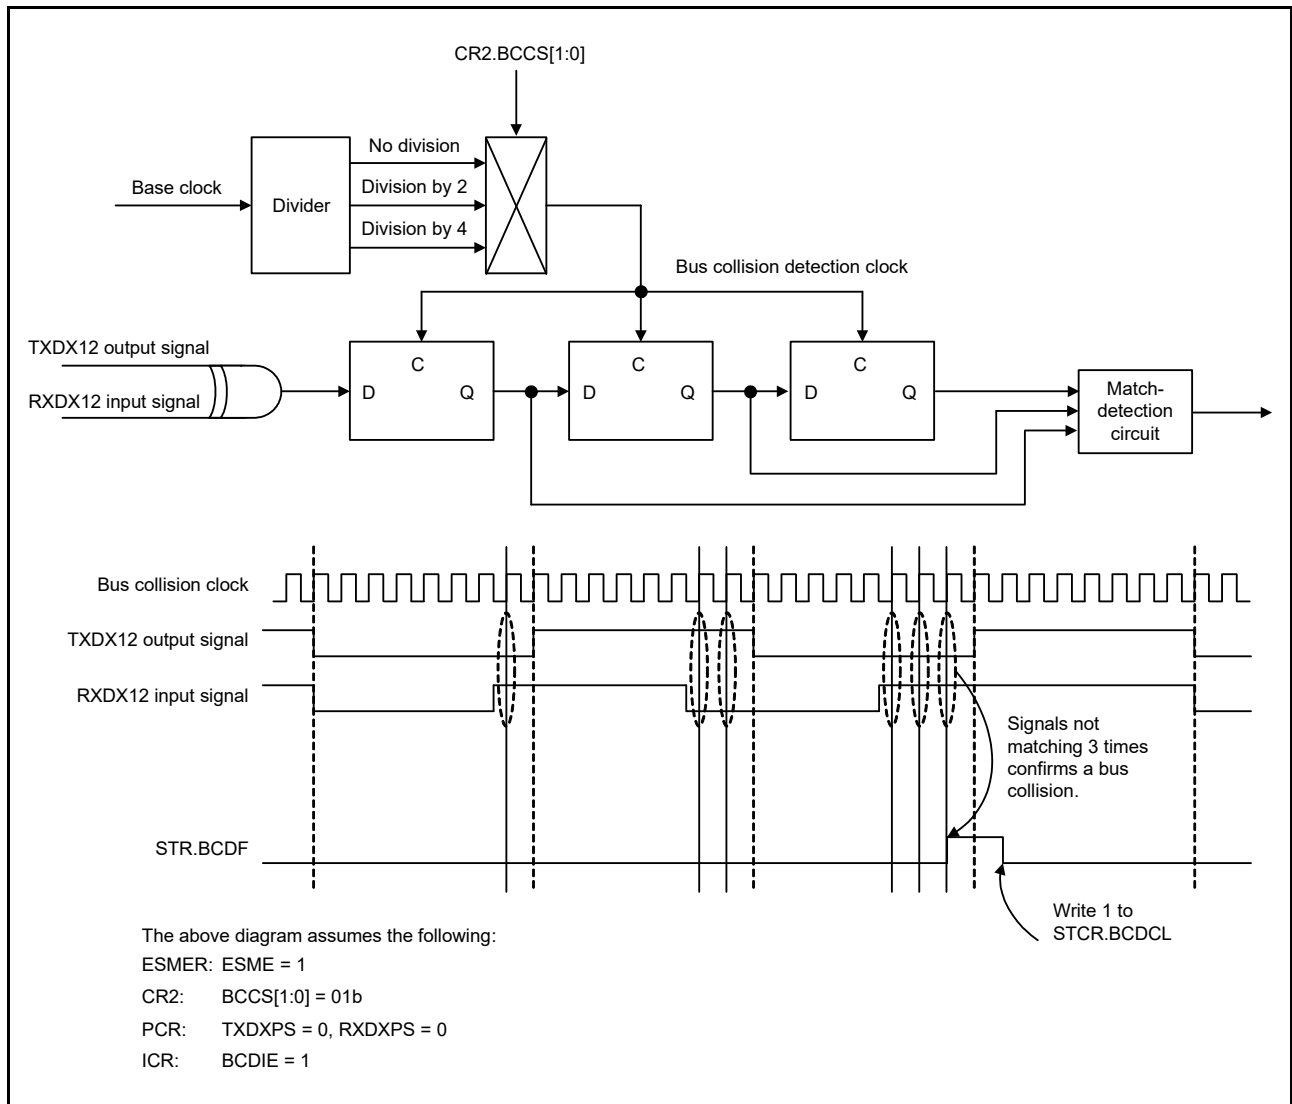 CR2.BCCS[1:0]
No division
Base clock
Divider
Division by 2
Division by 4
Bus collision detection clock
TXDX12 output signal
RXDX12 input signal
C
D
Q
C
D
Q
C
D
Q
Match-
detection
circuit
Bus collision clock
TXDX12 output signal
RXDX12 input signal
Signals not
matching 3 times
confirms a bus
collision.
STR.BCDF
Write 1 to
STCR.BCDCL
The above diagram assumes the following:
ESMER: ESME = 1
CR2: BCCS[1:0] = 01b
PCR: TXDXPS = 0, RXDXPS = 0
ICR: BCDIE = 1